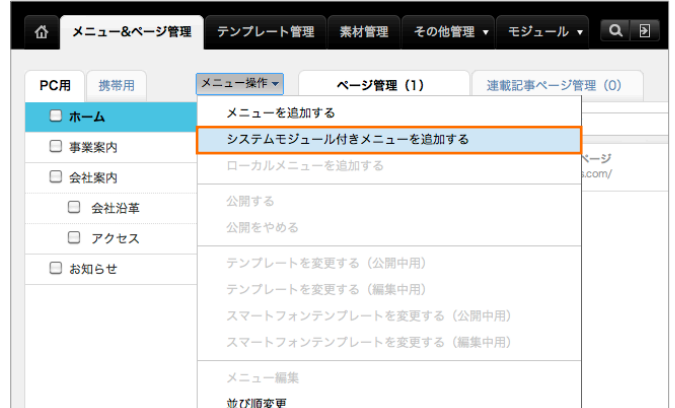 メニュー&ページ管理 テンプレート管理 素材管理 その他管理 ▼ モジュール ▼
PC用 携帯用 メニュー操作▼ ページ管理 (1) 連載記事ページ管理 (0)
ホーム
事業案内
会社案内
会社沿革
アクセス
お知らせ
メニューを追加する
システムモジュール付きメニューを追加する
ローカルメニューを追加する
公開する
公開をやめる
テンプレートを変更する（公開中用）
テンプレートを変更する（編集中用）
スマートフォンテンプレートを変更する（公開中用）
スマートフォンテンプレートを変更する（編集中用）
メニュー編集
並び順変更
ページ
s.com/